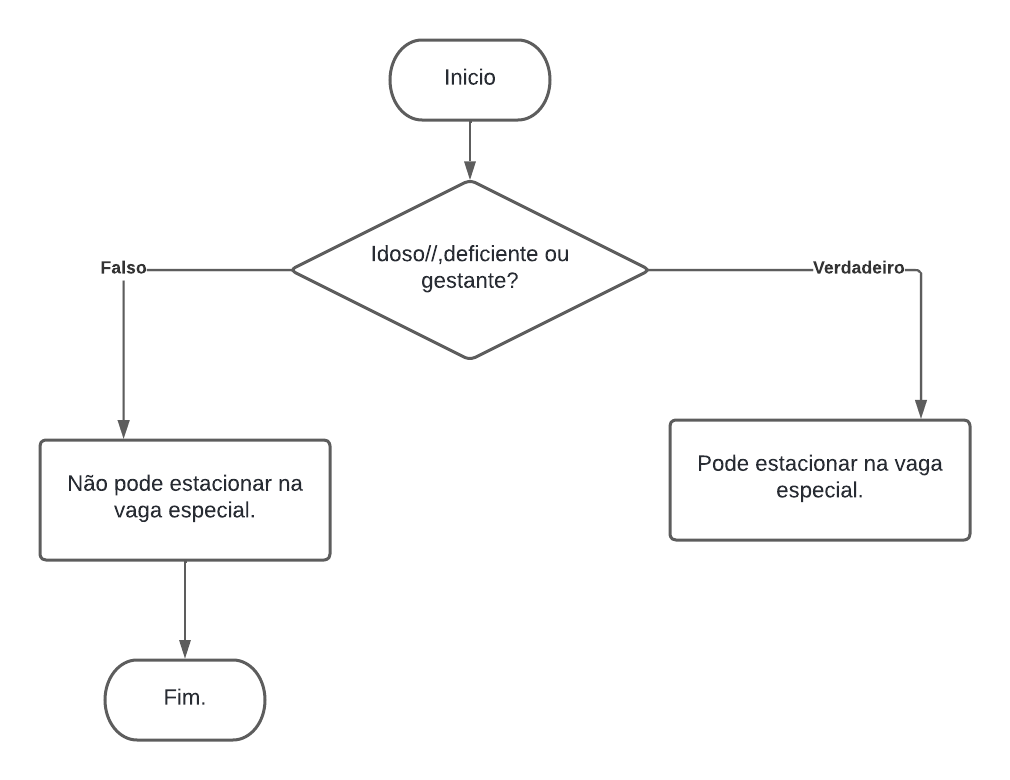 Inicio
Idoso//,deficiente ou
gestante?
Falso
Verdadeiro
Não pode estacionar na
vaga especial.
Pode estacionar na vaga
especial.
Fim.